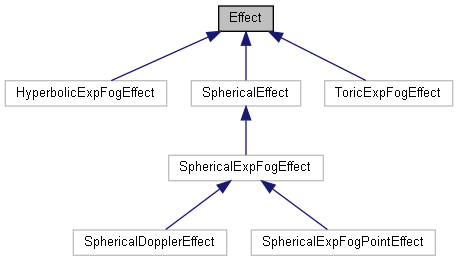 Effect
HyperbolicExpFogEffect
SphericalEffect
ToricExpFogEffect
SphericalExpFogEffect
SphericalDopplerEffect
SphericalExpFogPointEffect